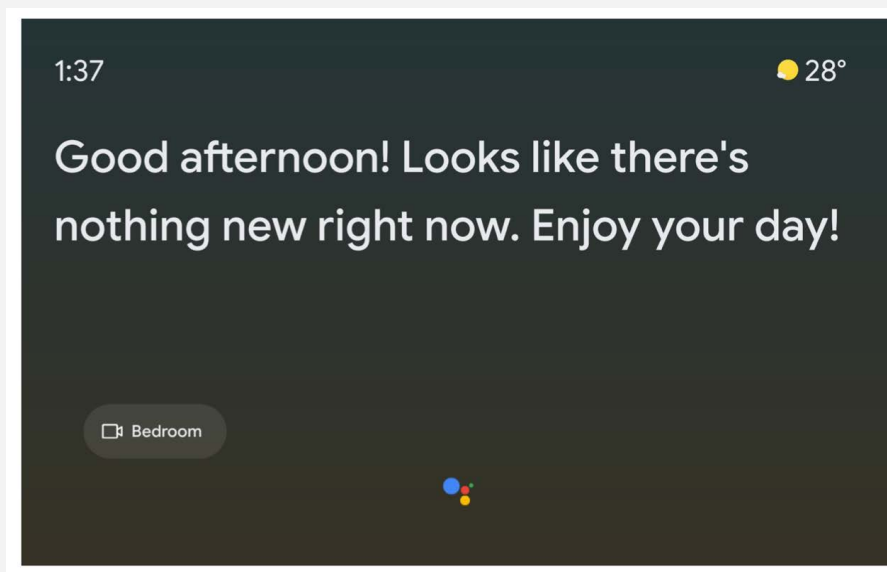 1:37
28°
Good afternoon! Looks like there's
nothing new right now. Enjoy your day!
Bedroom